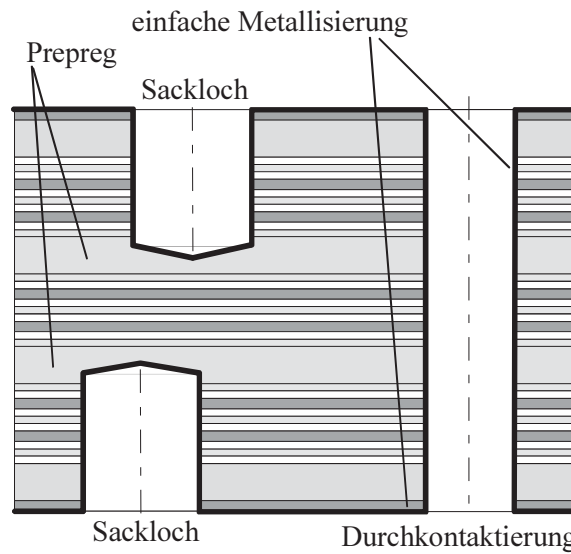 einfache Metallisierung
Prepreg
Sackloch
Sackloch
Durchkontaktierung